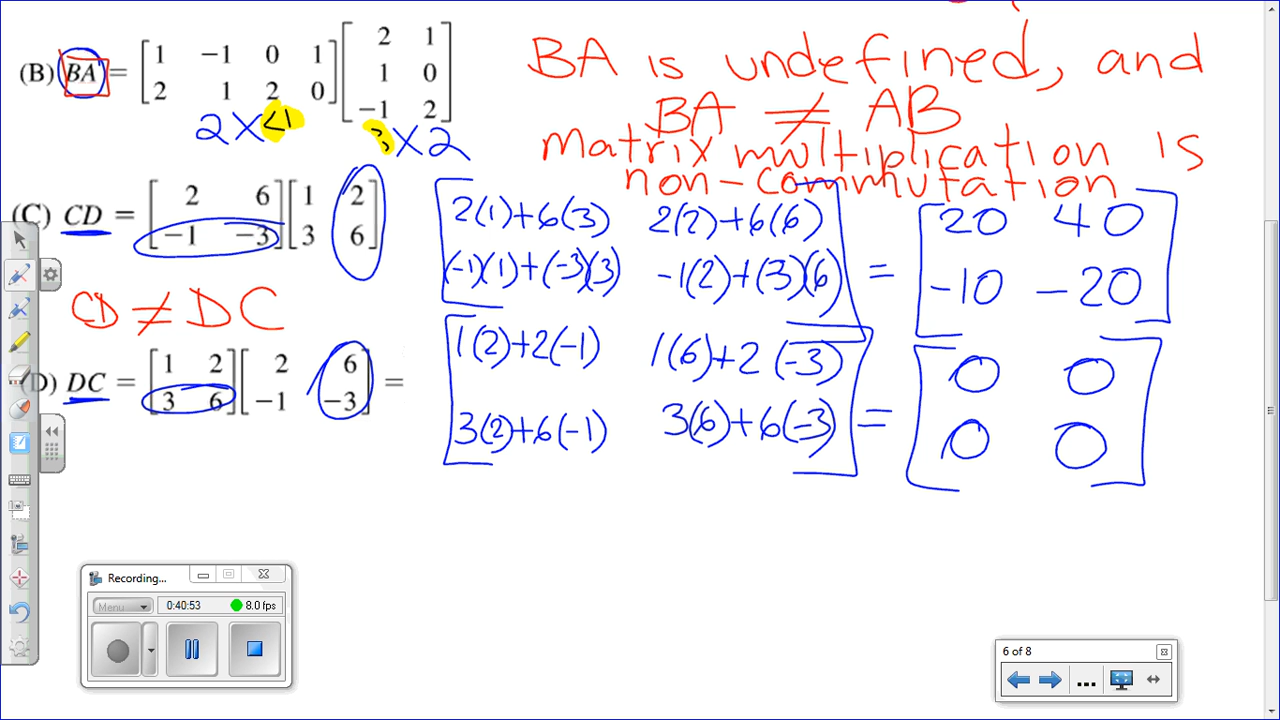 (B) BA = [1 −1 0 1] [2 1]
[2 1 2 0] [1 0]
[−1 2]
2 X 4 3 X 2
BA is undefined, and
BA ≠ AB
matrix multiplication is
non-commutation
(C) CD = [2 6] [1 2] [2(1)+6(3) 2(2)+6(6)] [20 40]
[−1 −3] [3 6] [(-1)(1)+(-3)(3) -1(2)+(3)(6)] = [-10 -20]
CD ≠ DC
(D) DC = [1 2] [2 6] = [1(2)+2(-1) 1(6)+2(-3)] [0 0]
[3 6] [−1 −3] [3(2)+6(-1) 3(6)+6(-3)] = [0 0]
Recording...
Menu 0:40:53 8.0 fps
6 of 8